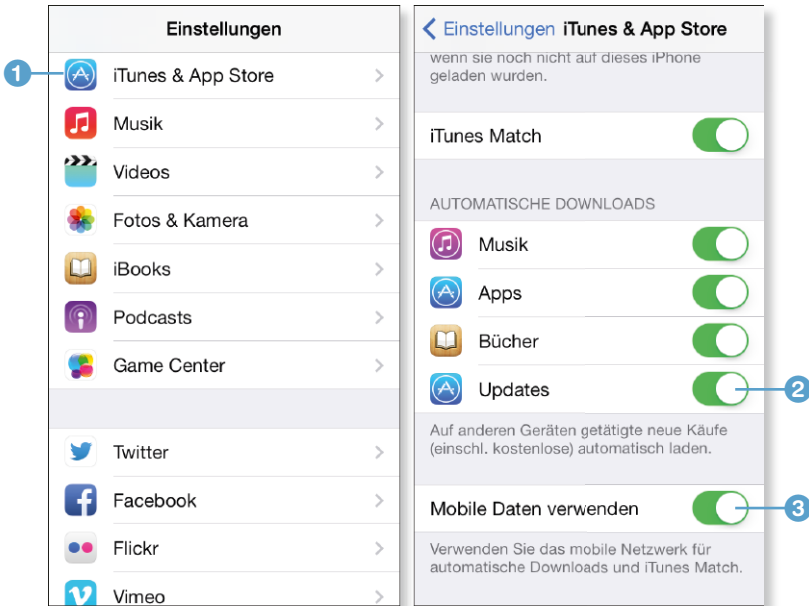 Einstellungen
1
iTunes & App Store
Musik
Videos
Fotos & Kamera
iBooks
Podcasts
Game Center
Twitter
Facebook
Flickr
Vimeo
Einstellungen iTunes & App Store
wenn sie noch nicht auf dieses iPhone
geladen wurden.
iTunes Match
AUTOMATISCHE DOWNLOADS
Musik
Apps
Bücher
Updates
2
Auf anderen Geräten getätigte neue Käufe
(einschl. kostenlose) automatisch laden.
Mobile Daten verwenden
3
Verwenden Sie das mobile Netzwerk für
automatische Downloads und iTunes Match.